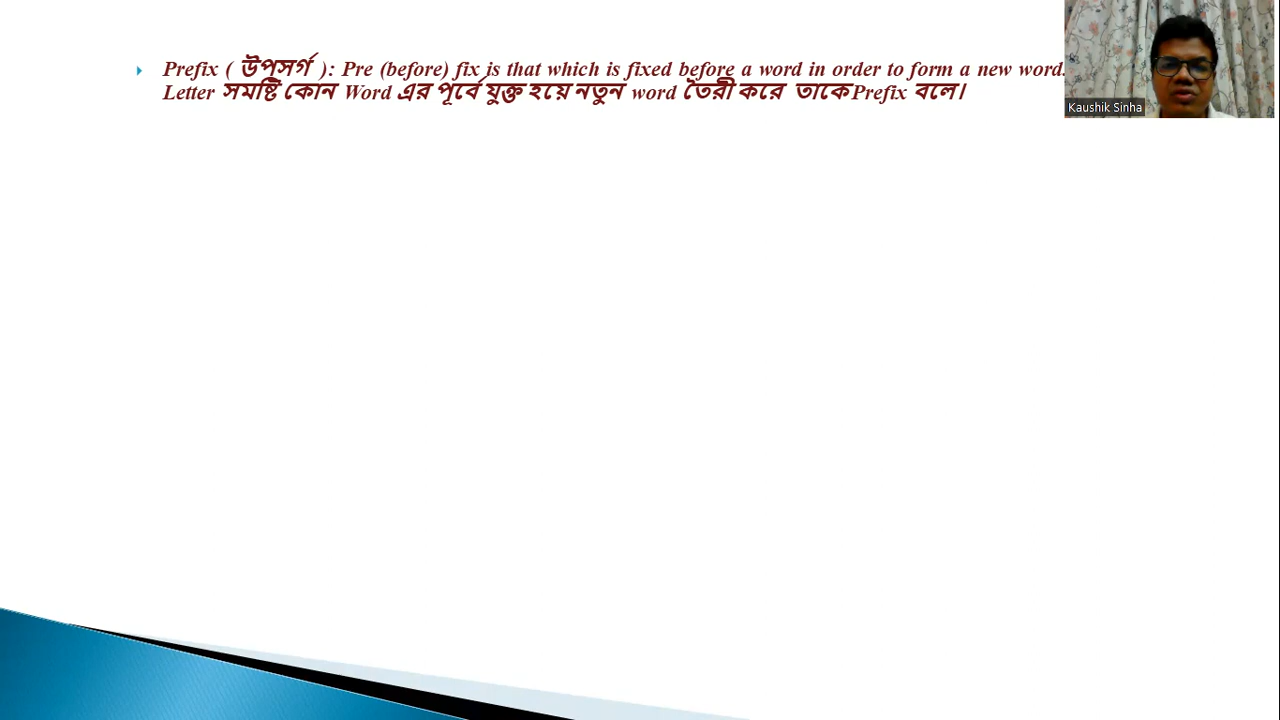 Prefix ( উপসর্গ ): Pre (before) fix is that which is fixed before a word in order to form a new word.
Letter সমষ্টি কোন Word এর পূর্বে যুক্ত হয়ে নতুন word তৈরী করে তাকে Prefix বলে।
Kaushik Sinha